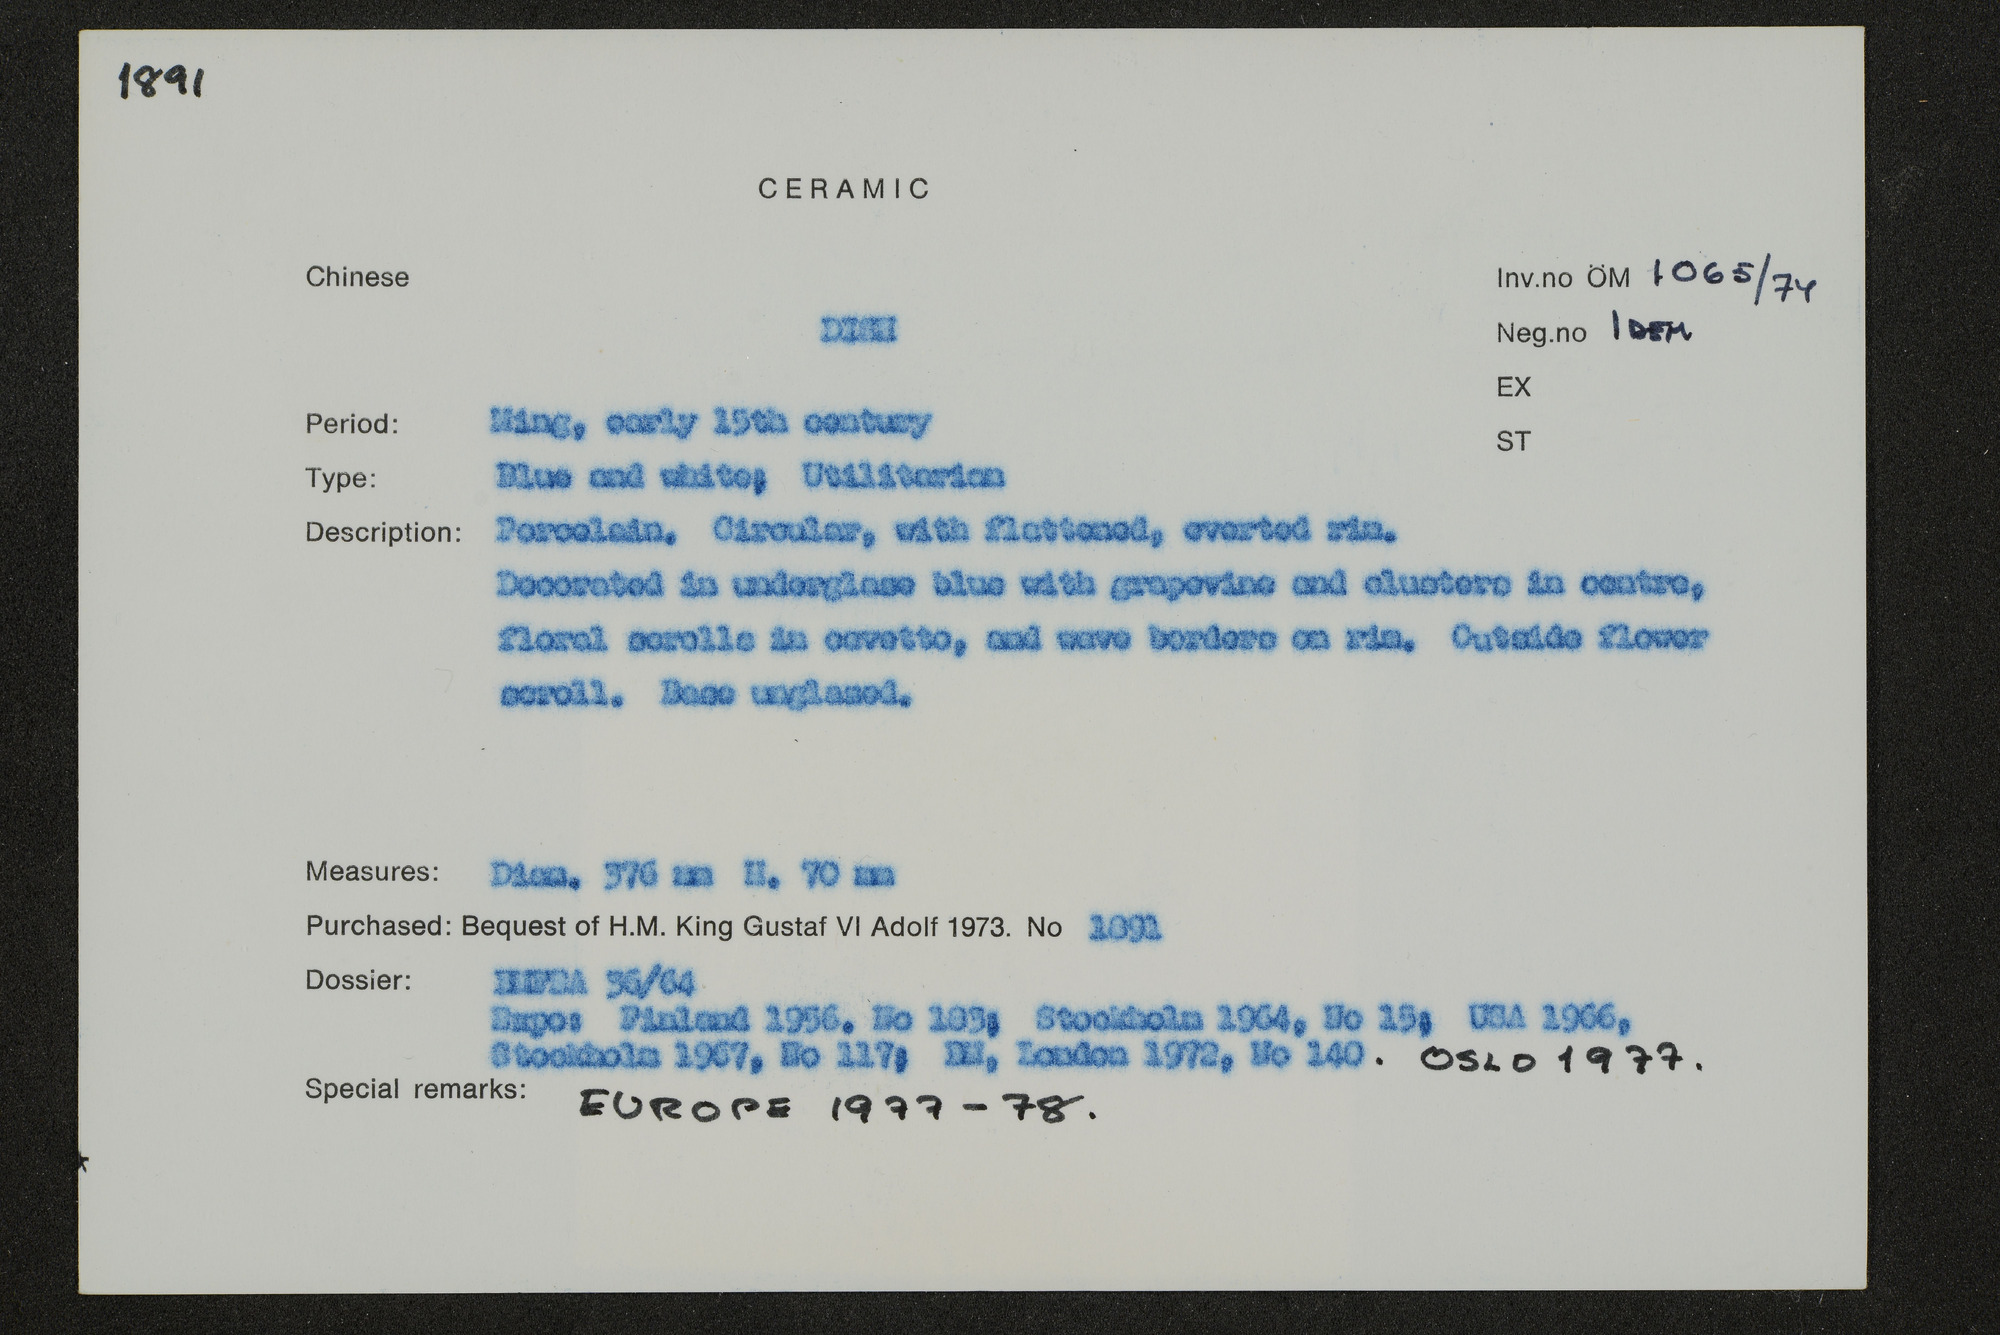 1891
CERAMIC
Chinese
Inv.no ÖM 1065/74
DISH
Neg.no IDEM
EX
Period: Ming, early 15th century
ST
Type: Blue and white; Utilitarian
Description: Porcelain. Circular, with flattened, everted rim.
Decorated in underglaze blue with grapevine and clusters in centre,
floral scrolls in cavetto, and wave borders on rim. Outside flower
scroll. Base unglazed.
Measures: Diam. 376 mm H. 70 mm
Purchased: Bequest of H.M. King Gustaf VI Adolf 1973. No 1891
Dossier: 36/64
Expo: Finland 1956. No 183; Stockholm 1964, No 15; USA 1966,
Stockholm 1967, No 117; London 1972, No 140. OSLO 1977.
Special remarks: EUROPE 1977-78.